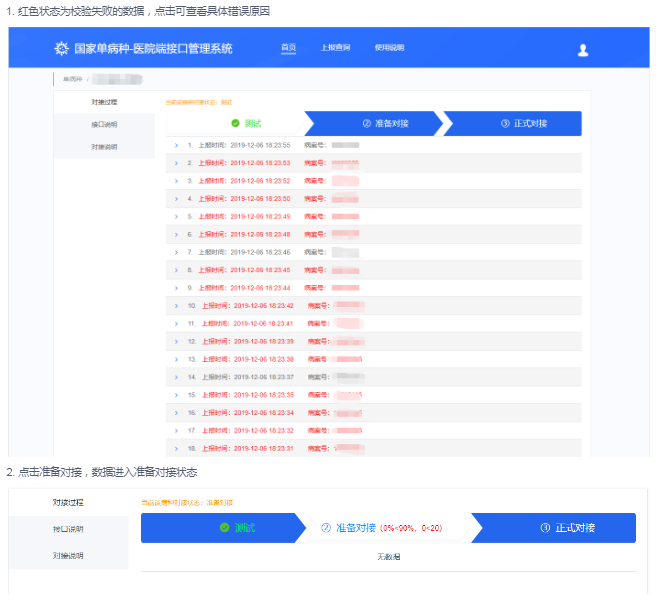 1. 红色状态为校验失败的数据，点击可查看具体错误原因
国家单病种-医院端接口管理系统 首页 上报查询 使用说明
单病种 /
对接过程
接口说明
对接说明
当前该病种对接状态：测试
测试 ② 准备对接 ③ 正式对接
1. 上报时间：2019-12-06 18:23:55 病案号：
2. 上报时间：2019-12-06 18:23:53 病案号：
3. 上报时间：2019-12-06 18:23:52 病案号：
4. 上报时间：2019-12-06 18:23:50 病案号：
5. 上报时间：2019-12-06 18:23:49 病案号：
6. 上报时间：2019-12-06 18:23:48 病案号：
7. 上报时间：2019-12-06 18:23:46 病案号：
8. 上报时间：2019-12-06 18:23:45 病案号：
9. 上报时间：2019-12-06 18:23:44 病案号：
10. 上报时间：2019-12-06 18:23:42 病案号：
11. 上报时间：2019-12-06 18:23:41 病案号：
12. 上报时间：2019-12-06 18:23:39 病案号：
13. 上报时间：2019-12-06 18:23:38 病案号：
14. 上报时间：2019-12-06 18:23:37 病案号：
15. 上报时间：2019-12-06 18:23:35 病案号：
16. 上报时间：2019-12-06 18:23:34 病案号：
17. 上报时间：2019-12-06 18:23:32 病案号：
18. 上报时间：2019-12-06 18:23:31 病案号：
2. 点击准备对接，数据进入准备对接状态
对接过程
接口说明
对接说明
当前该病种对接状态：准备对接
测试 ② 准备对接 (0%<90%，0<20) ③ 正式对接
无数据